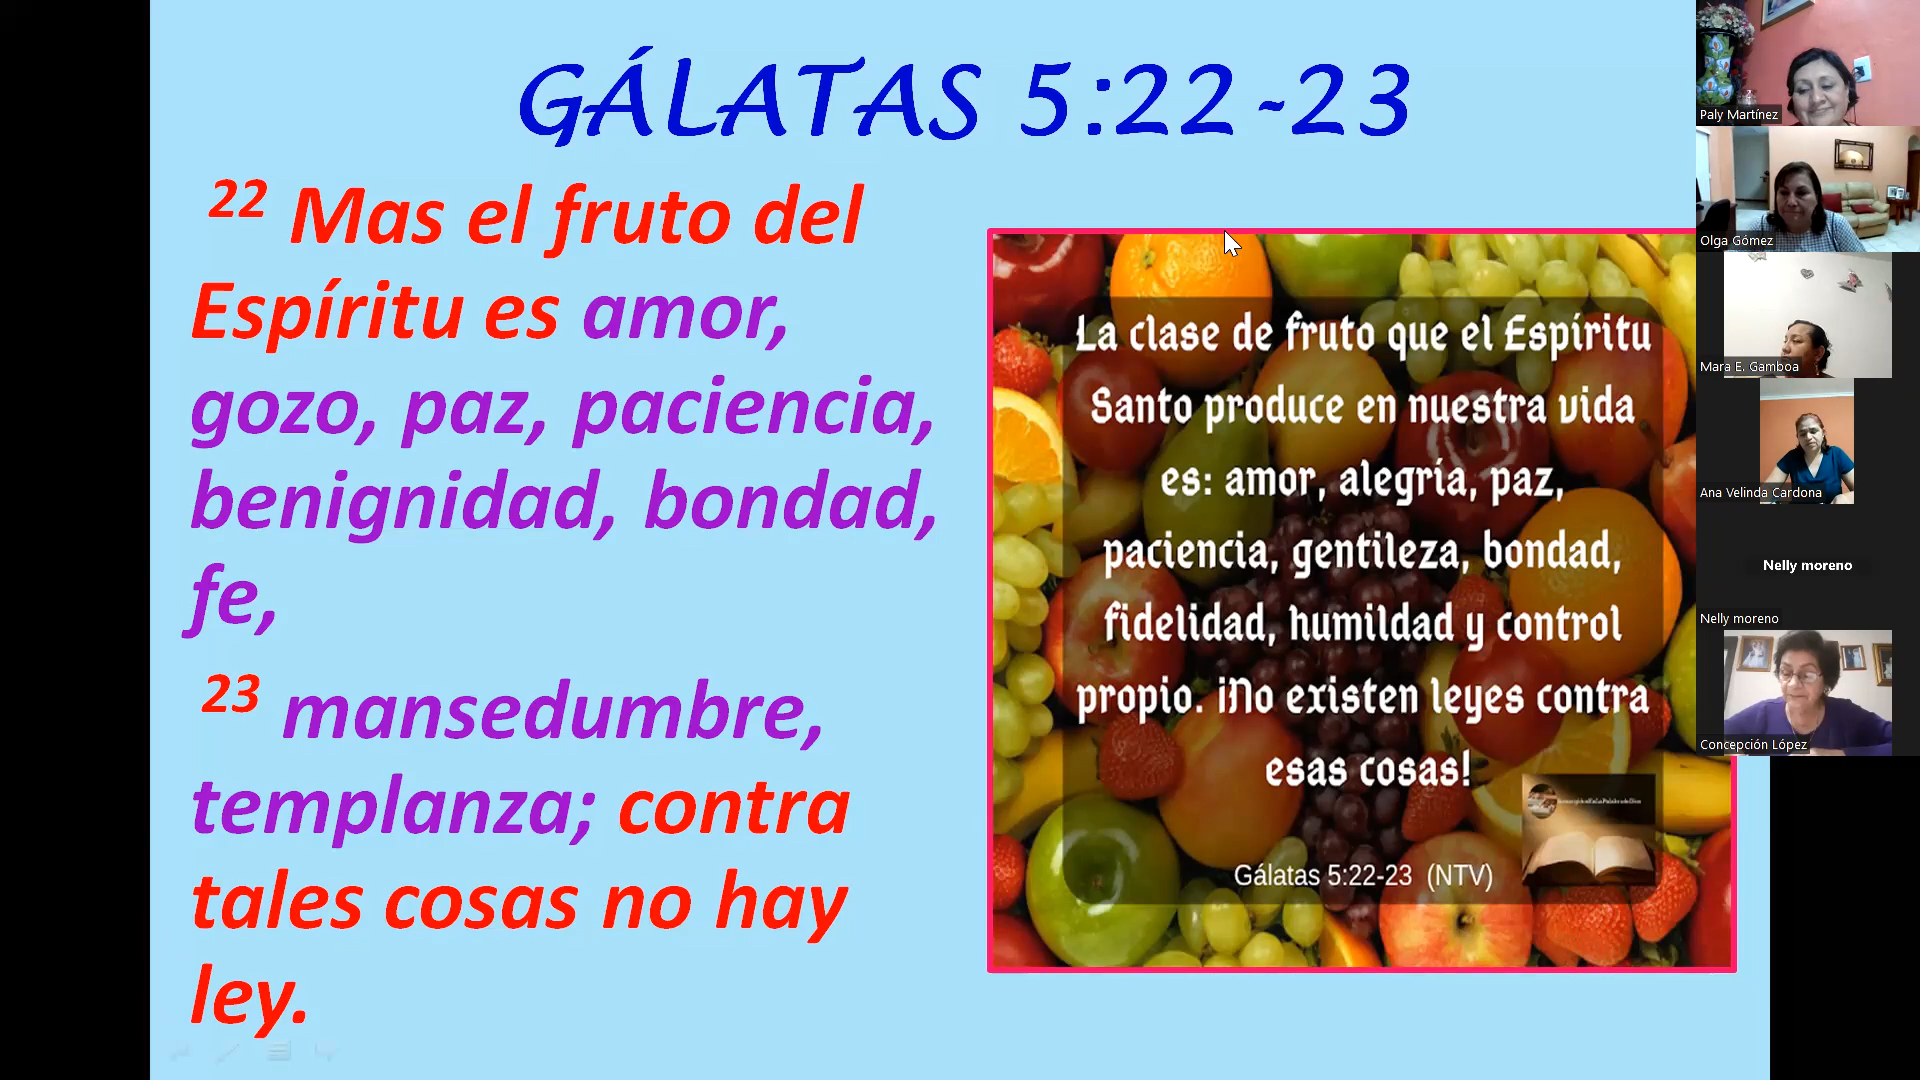 GÁLATAS 5:22-23
22 Mas el fruto del
Espíritu es amor,
gozo, paz, paciencia,
benignidad, bondad,
fe,
23 mansedumbre,
templanza; contra
tales cosas no hay
ley.
La clase de fruto que el Espíritu
Santo produce en nuestra vida
es: amor, alegría, paz,
paciencia, gentileza, bondad,
fidelidad, humildad y control
propio. ¡No existen leyes contra
esas cosas!
Gálatas 5:22-23 (NTV)
Paly Martínez
Olga Gómez
Mara E. Gamboa
Ana Velinda Cardona
Nelly moreno
Nelly moreno
Concepción López